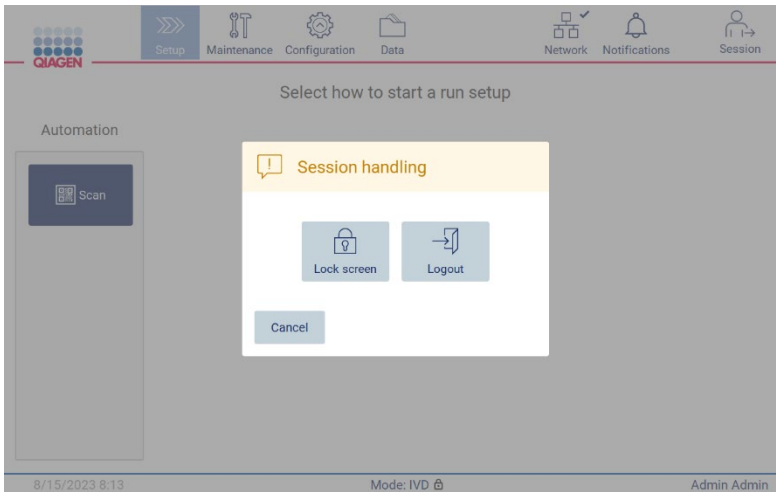 QIAGEN
Setup
Maintenance
Configuration
Data
Network
Notifications
Session
Select how to start a run setup
Automation
Scan
! Session handling
Lock screen
Logout
Cancel
8/15/2023 8:13
Mode: IVD
Admin Admin